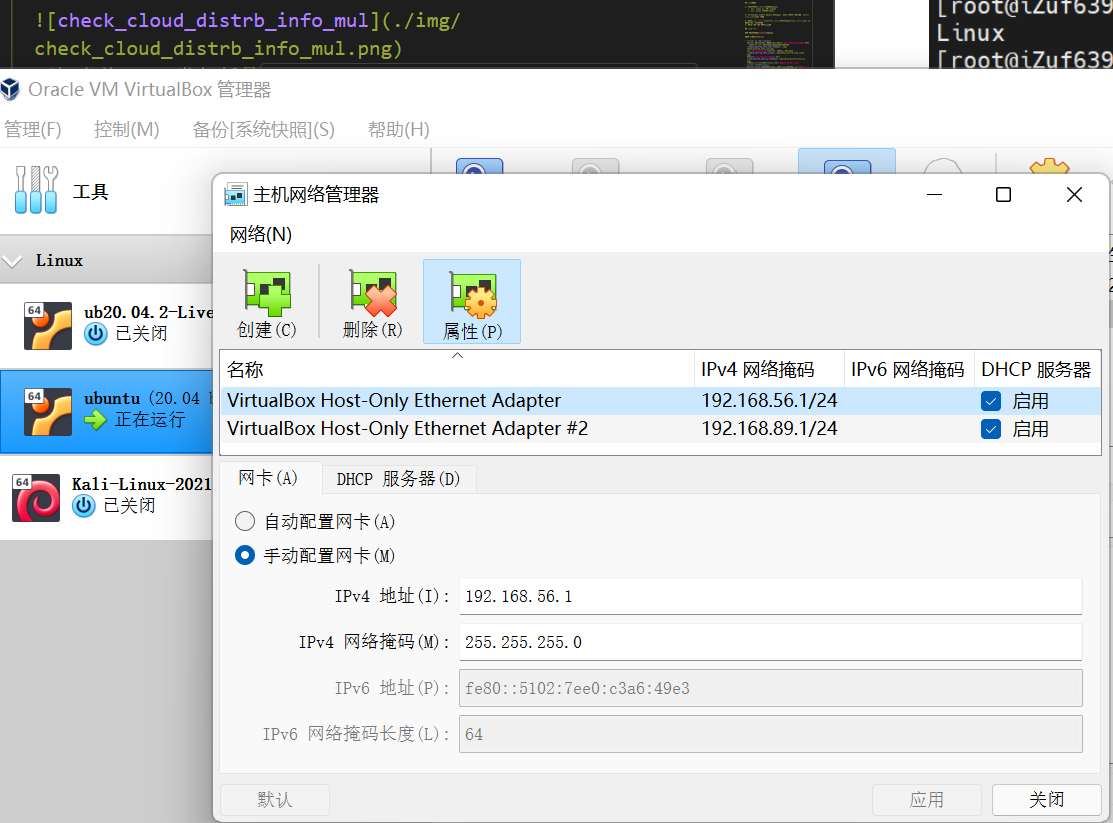 ![check_cloud_distrb_info_mul](./img/
check_cloud_distrb_info_mul.png)
[root@iZuf639
Linux
[root@iZuf639
Oracle VM VirtualBox 管理器
管理(F) 控制(M) 备份[系统快照](S) 帮助(H)
工具
Linux
64
ub20.04.2-Live
已关闭
64
ubuntu (20.04
正在运行
64
Kali-Linux-2021
已关闭
主机网络管理器
网络(N)
创建(C) 删除(R) 属性(P)
名称 IPv4 网络掩码 IPv6 网络掩码 DHCP 服务器
VirtualBox Host-Only Ethernet Adapter 192.168.56.1/24 启用
VirtualBox Host-Only Ethernet Adapter #2 192.168.89.1/24 启用
网卡(A) DHCP 服务器(D)
自动配置网卡(A)
手动配置网卡(M)
IPv4 地址(I): 192.168.56.1
IPv4 网络掩码(M): 255.255.255.0
IPv6 地址(P): fe80::5102:7ee0:c3a6:49e3
IPv6 网络掩码长度(L): 64
默认 应用 关闭